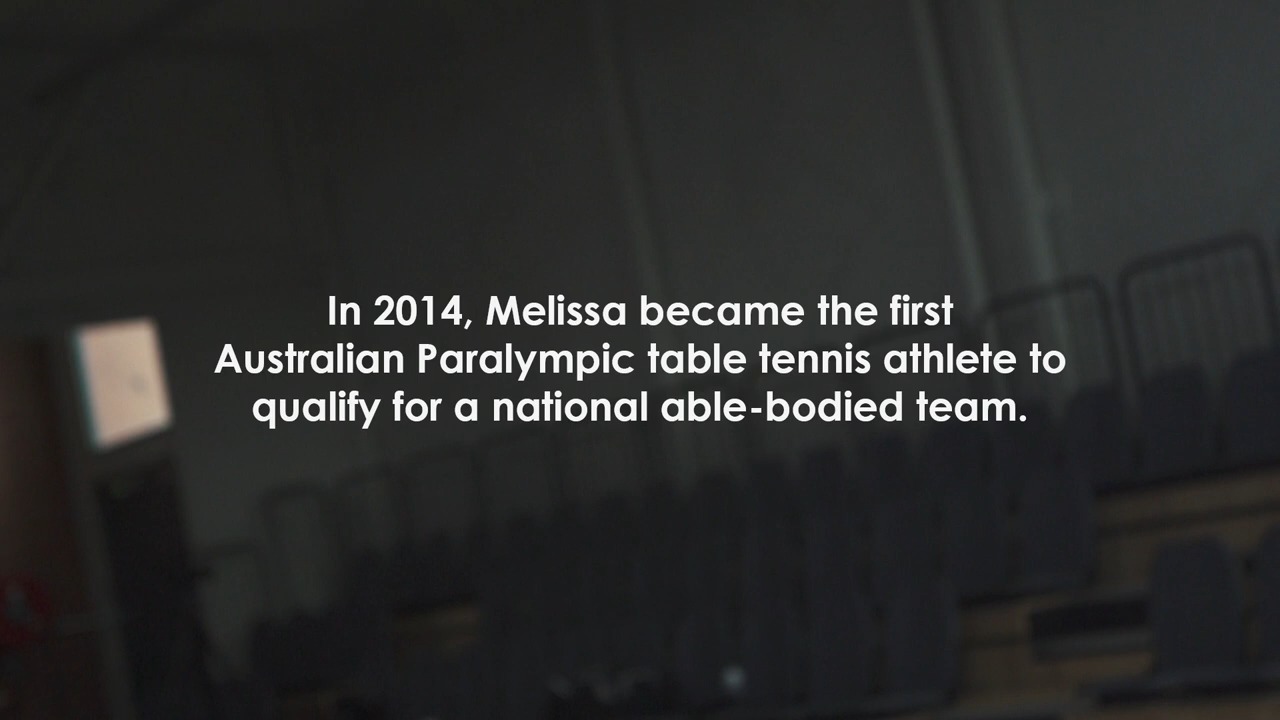 In 2014, Melissa became the first
Australian Paralympic table tennis athlete to
qualify for a national able-bodied team.